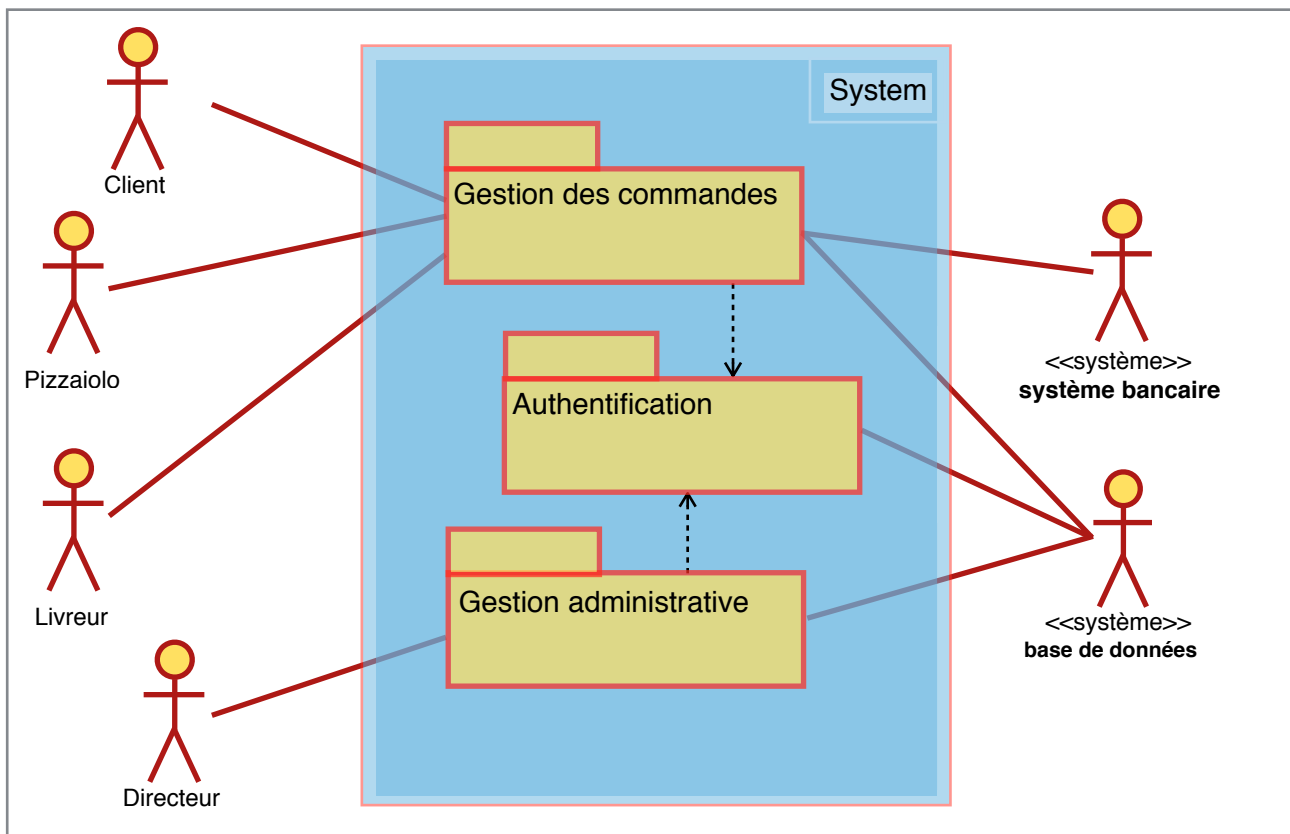 System
Client
Gestion des commandes
Pizzaiolo
<<système>>
système bancaire
Authentification
Livreur
Gestion administrative
<<système>>
base de données
Directeur